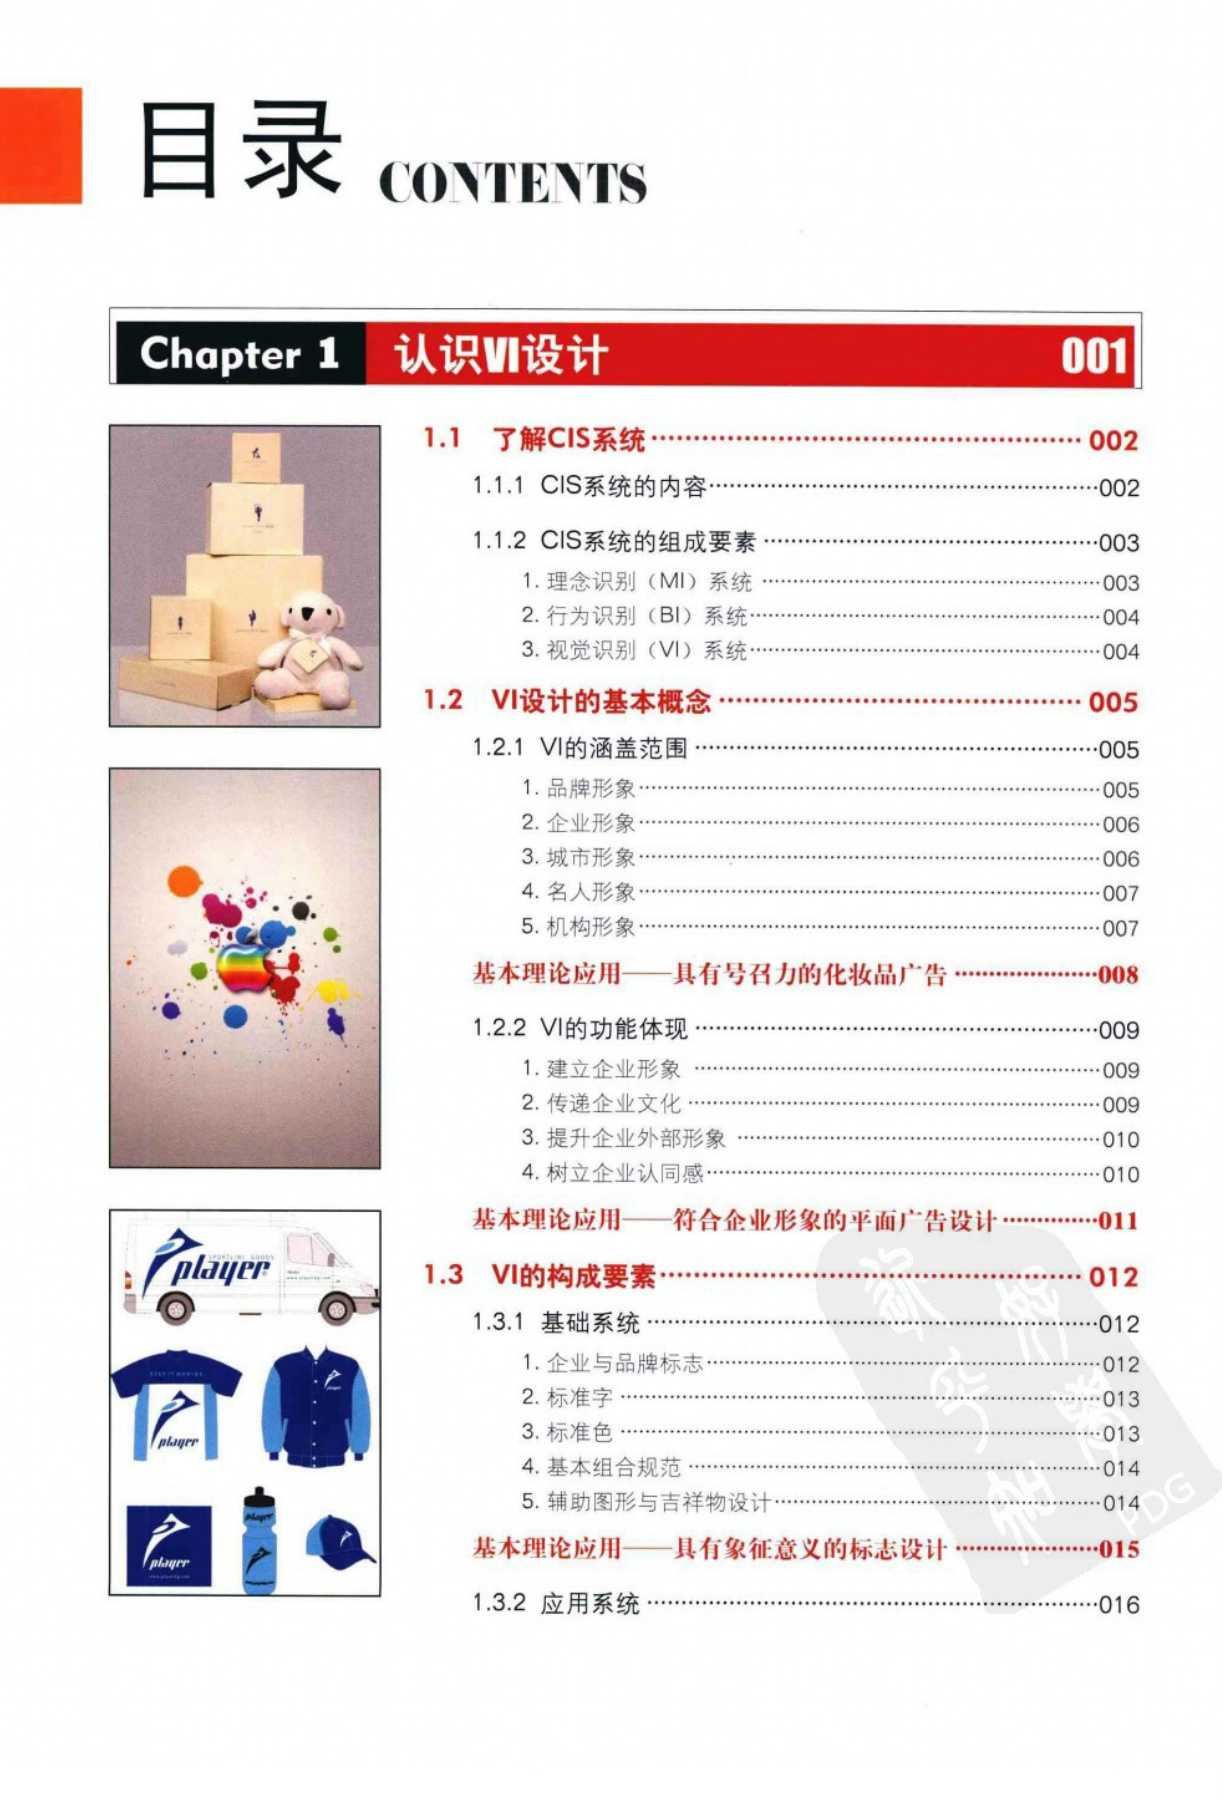 目录 CONTENTS
Chapter 1 认识VI设计 001
1.1 了解CIS系统 002
1.1.1 CIS系统的内容 002
1.1.2 CIS系统的组成要素 003
1. 理念识别（MI）系统 003
2. 行为识别（BI）系统 004
3. 视觉识别（VI）系统 004
1.2 VI设计的基本概念 005
1.2.1 VI的涵盖范围 005
1. 品牌形象 005
2. 企业形象 006
3. 城市形象 006
4. 名人形象 007
5. 机构形象 007
基本理论应用——具有号召力的化妆品广告 008
1.2.2 VI的功能体现 009
1. 建立企业形象 009
2. 传递企业文化 009
3. 提升企业外部形象 010
4. 树立企业认同感 010
基本理论应用——符合企业形象的平面广告设计 011
1.3 VI的构成要素 012
1.3.1 基础系统 012
1. 企业与品牌标志 012
2. 标准字 013
3. 标准色 013
4. 基本组合规范 014
5. 辅助图形与吉祥物设计 014
基本理论应用——具有象征意义的标志设计 015
1.3.2 应用系统 016
SPORTLINE GOODS
player
player
player
player
player
PDG